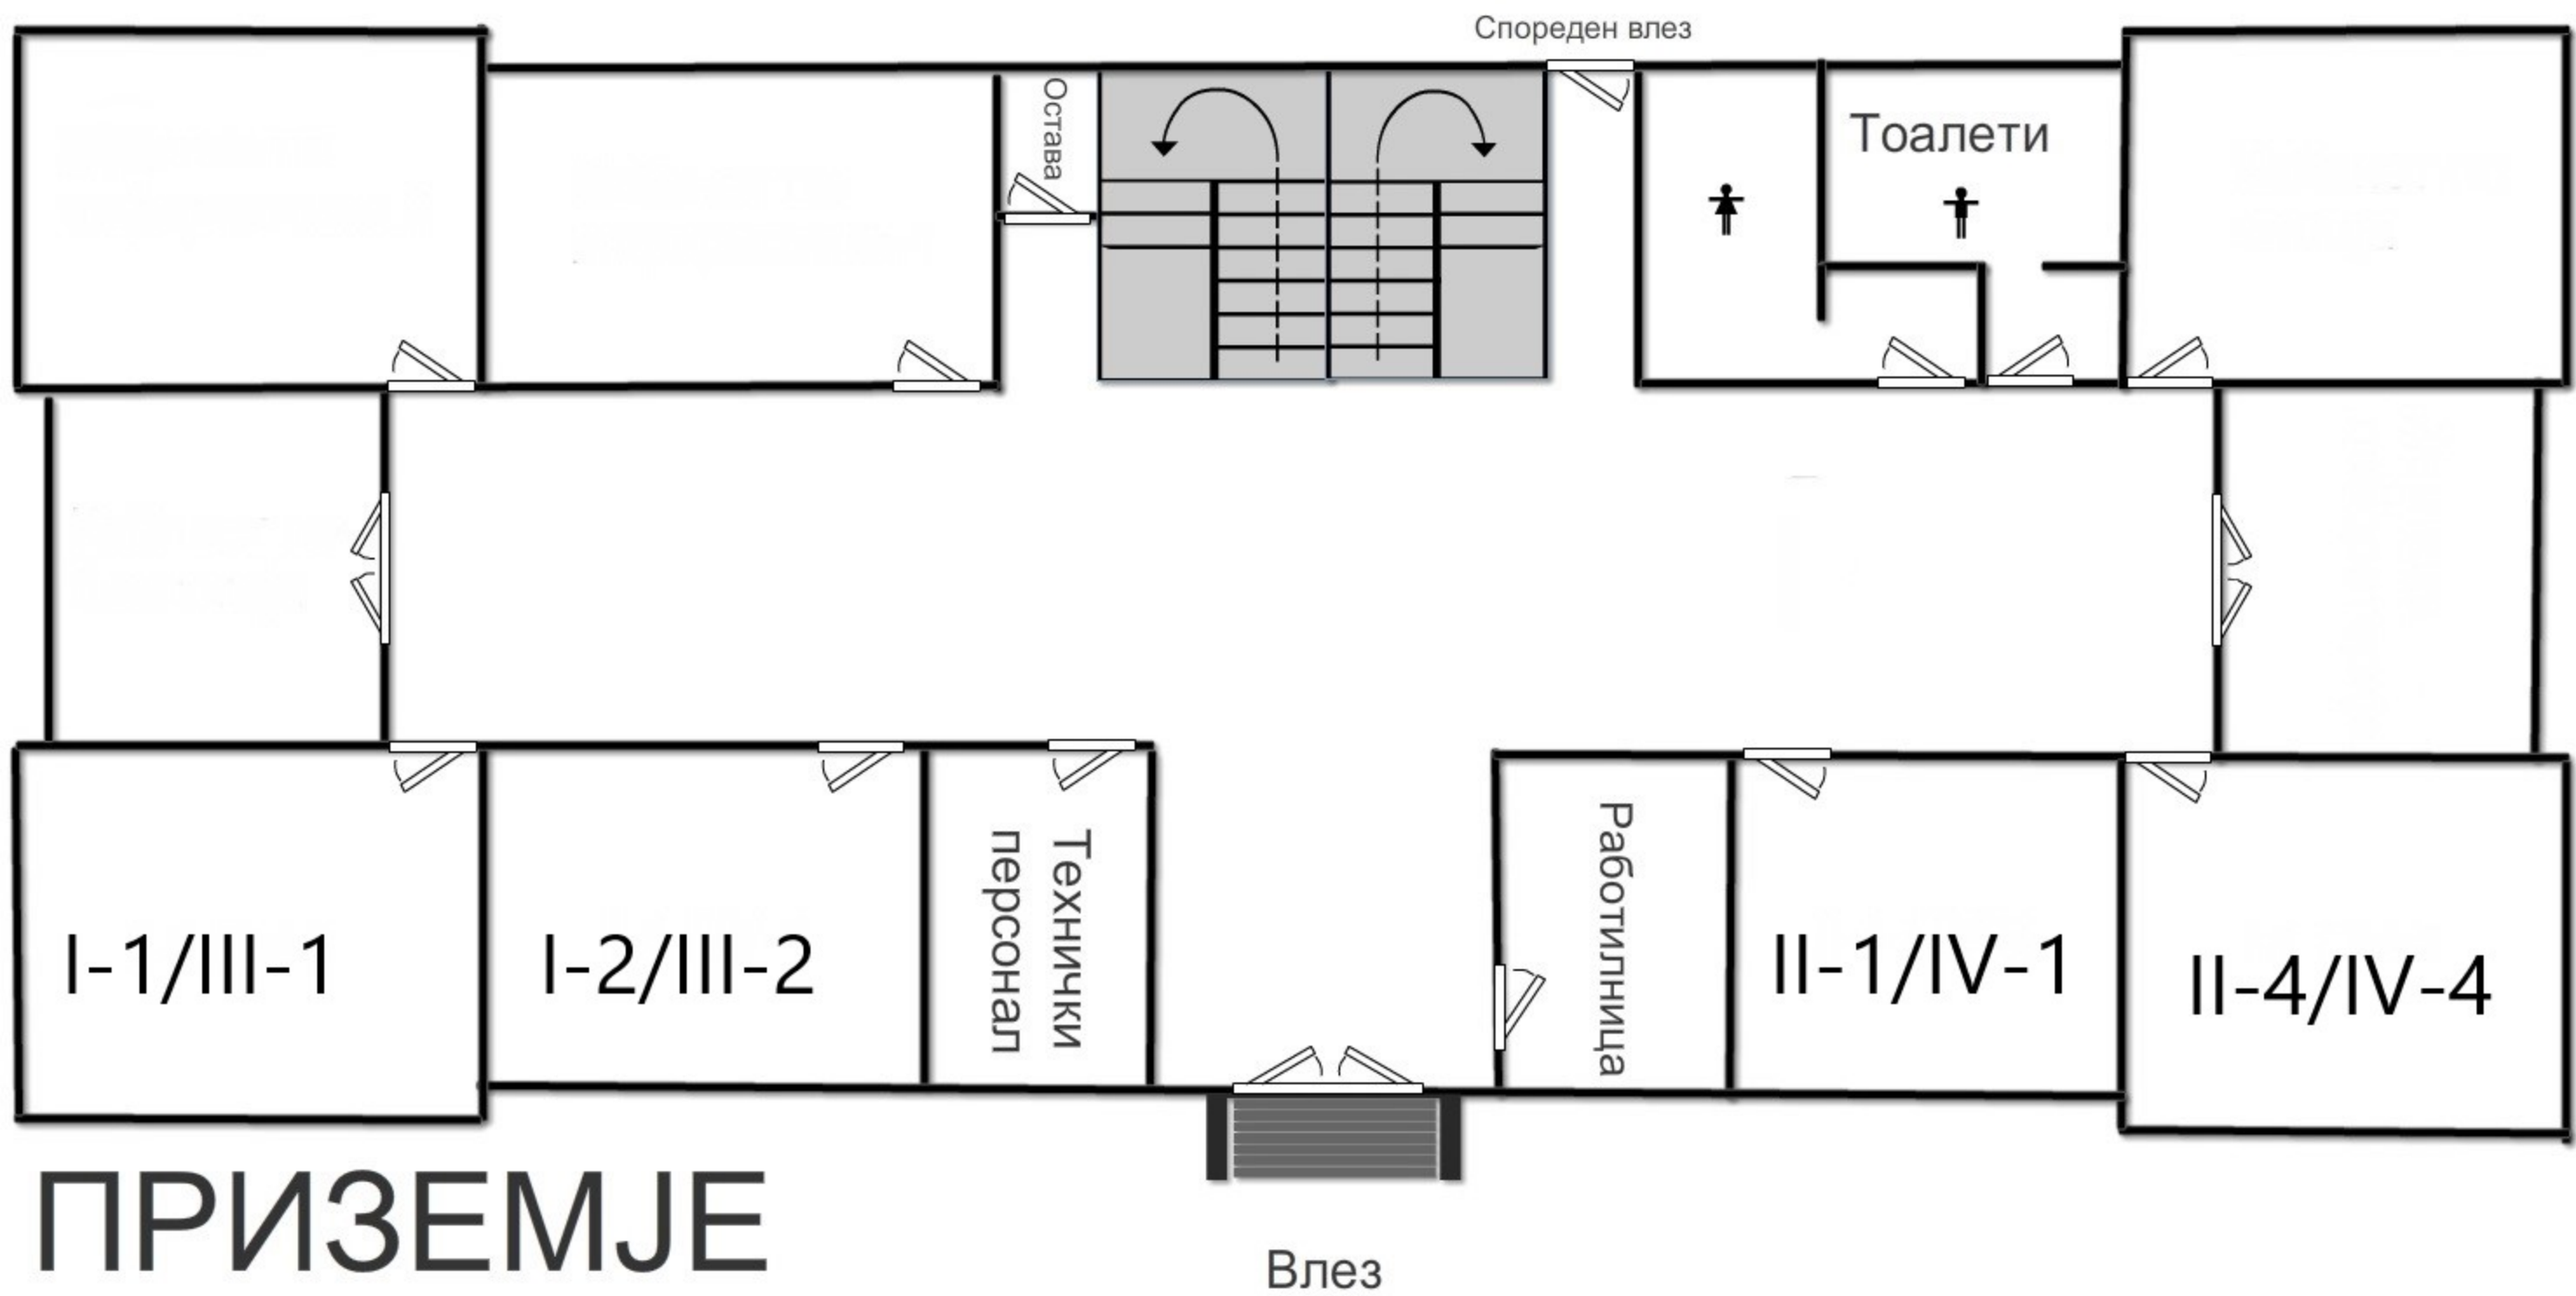 Спореден влез
Остава
Тоалети
I-1/III-1
I-2/III-2
Технички
персонал
Работилница
II-1/IV-1
II-4/IV-4
ПРИЗЕМЈЕ
Влез